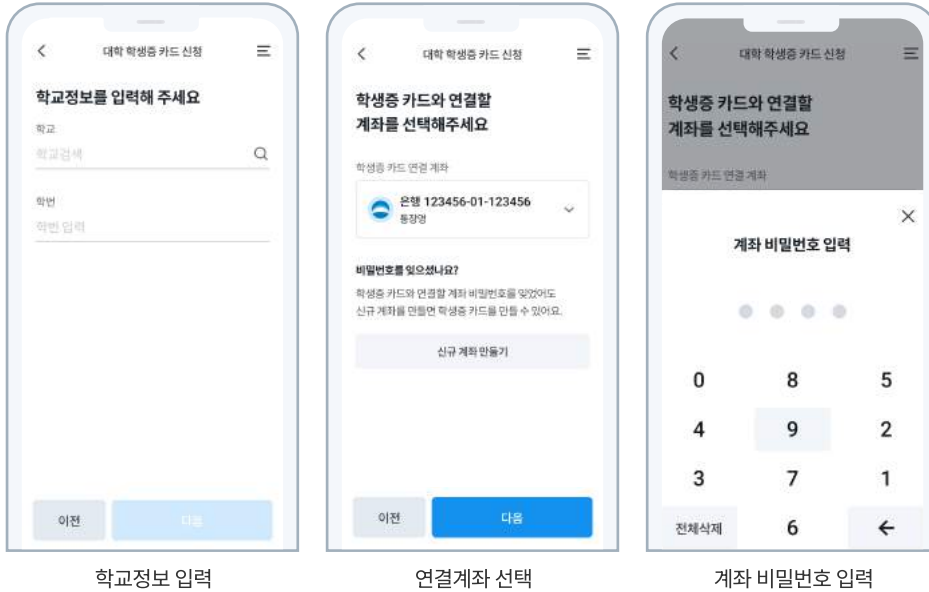 대학 학생증 카드 신청
학교정보를 입력해 주세요
학교
학교검색
학번
학번 입력
이전
다음
학교정보 입력
대학 학생증 카드 신청
학생증 카드와 연결할
계좌를 선택해주세요
학생증 카드 연결 계좌
은행 123456-01-123456
통장명
비밀번호를 잊으셨나요?
학생증 카드와 연결할 계좌 비밀번호를 잊었어도
신규 계좌를 만들면 학생증 카드를 만들 수 있어요.
신규 계좌 만들기
이전
다음
연결계좌 선택
대학 학생증 카드 신청
학생증 카드와 연결할
계좌를 선택해주세요
학생증 카드 연결 계좌
계좌 비밀번호 입력
0 8 5
4 9 2
3 7 1
전체삭제 6
계좌 비밀번호 입력